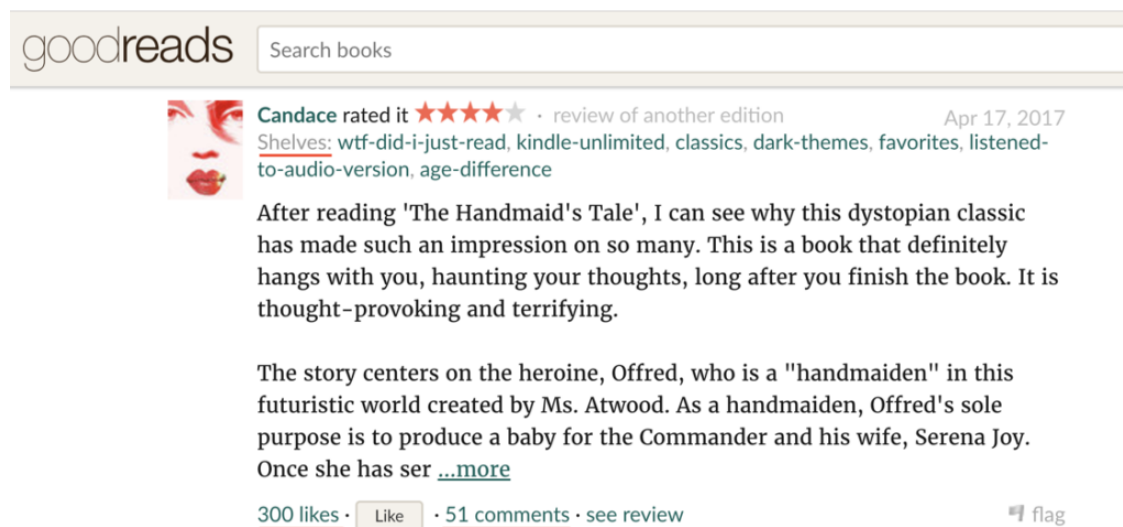 goodreads
Search books
Candace rated it · review of another edition
Apr 17, 2017
Shelves: wtf-did-i-just-read, kindle-unlimited, classics, dark-themes, favorites, listened-
to-audio-version, age-difference
After reading 'The Handmaid's Tale', I can see why this dystopian classic
has made such an impression on so many. This is a book that definitely
hangs with you, haunting your thoughts, long after you finish the book. It is
thought-provoking and terrifying.
The story centers on the heroine, Offred, who is a "handmaiden" in this
futuristic world created by Ms. Atwood. As a handmaiden, Offred's sole
purpose is to produce a baby for the Commander and his wife, Serena Joy.
Once she has ser ...more
300 likes · Like · 51 comments · see review
flag